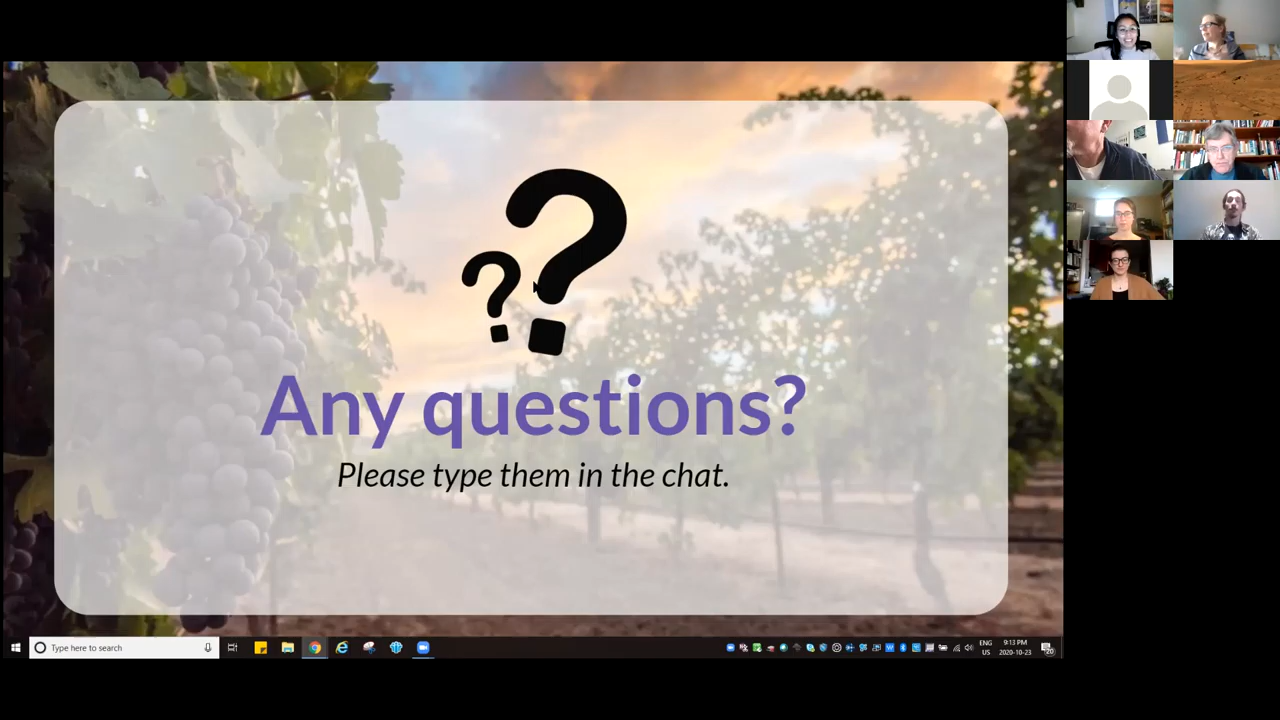 Any questions?
Please type them in the chat.
Type here to search
ENG
US
9:13 PM
2020-10-23
20